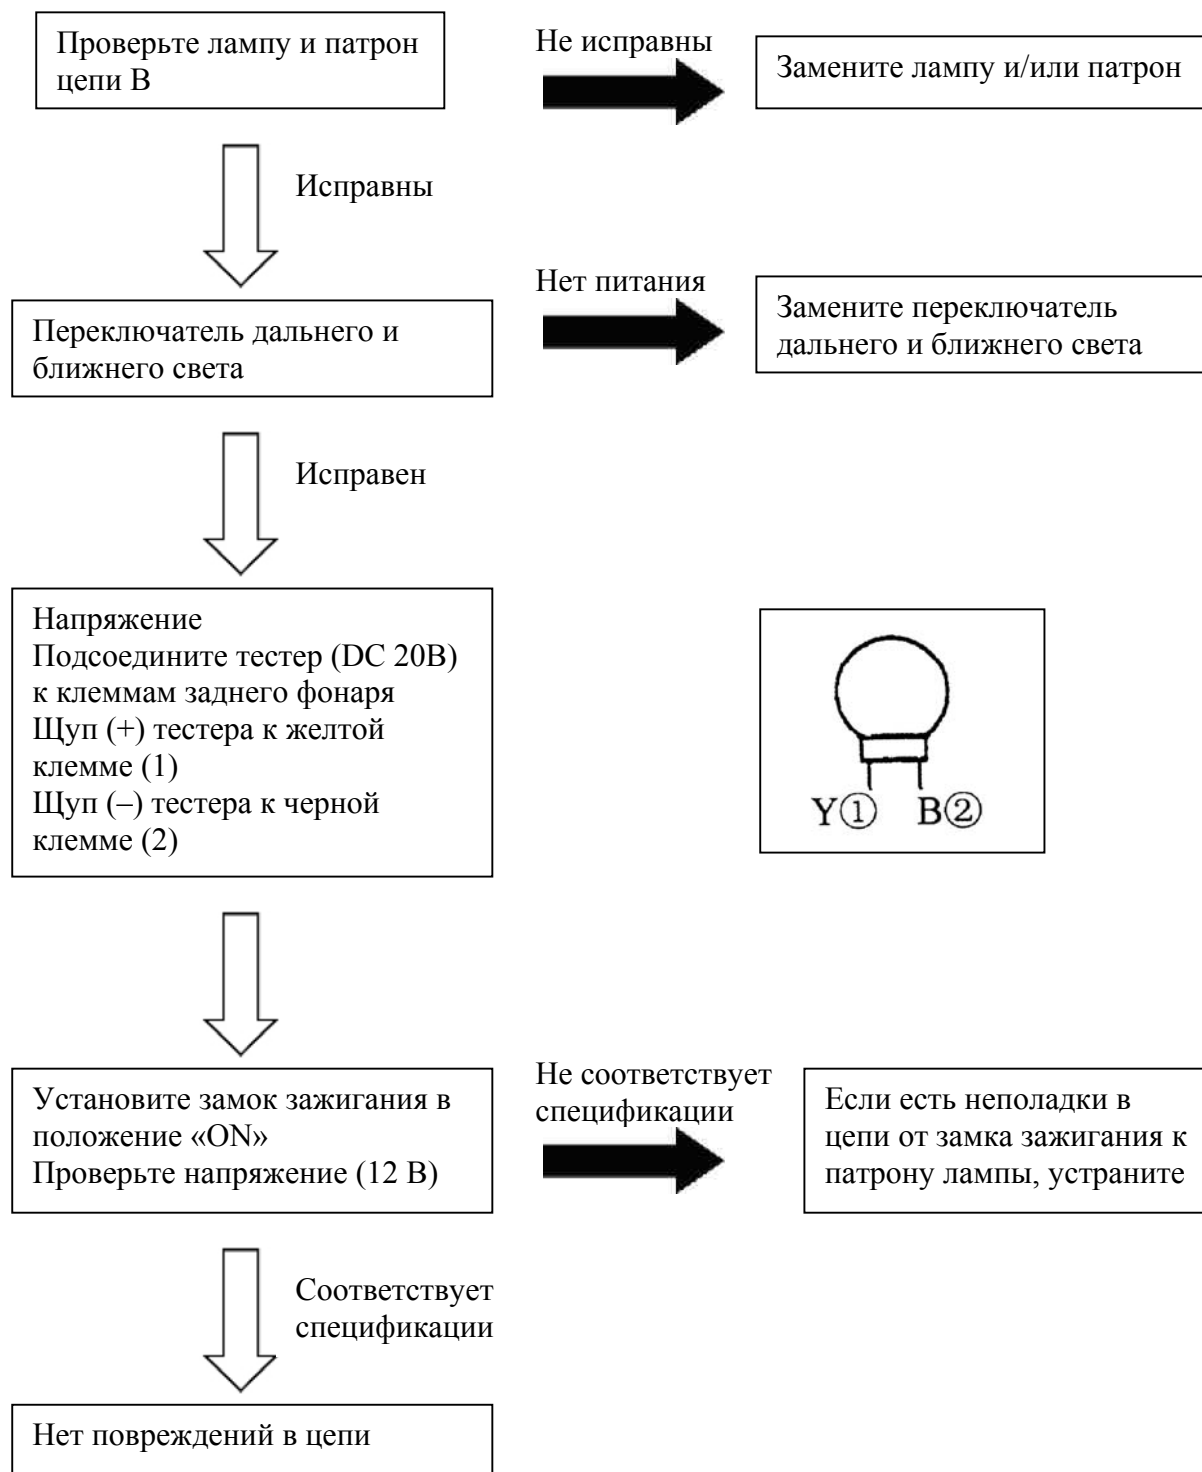 Проверьте лампу и патрон
цепи В
Не исправны
Замените лампу и/или патрон
Исправны
Переключатель дальнего и
ближнего света
Нет питания
Замените переключатель
дальнего и ближнего света
Исправен
Напряжение
Подсоедините тестер (DC 20В)
к клеммам заднего фонаря
Щуп (+) тестера к желтой
клемме (1)
Щуп (–) тестера к черной
клемме (2)
Y① B②
Установите замок зажигания в
положение «ON»
Проверьте напряжение (12 В)
Не соответствует
спецификации
Если есть неполадки в
цепи от замка зажигания к
патрону лампы, устраните
Соответствует
спецификации
Нет повреждений в цепи